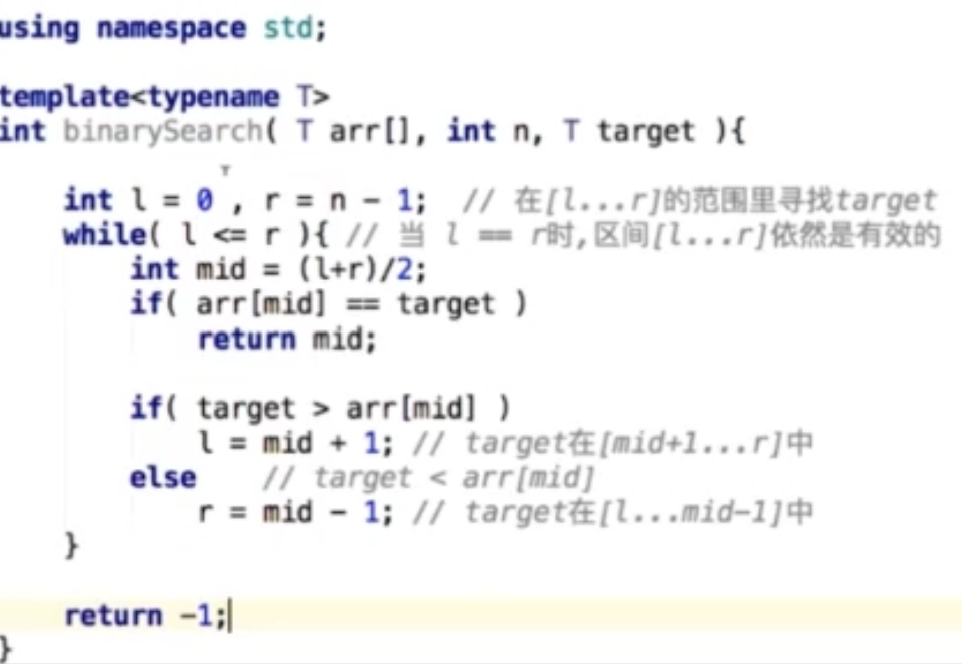 using namespace std;
template<typename T>
int binarySearch( T arr[], int n, T target ){
int l = 0 , r = n - 1; // 在[l...r]的范围里寻找target
while( l <= r ){ // 当 l == r时,区间[l...r]依然是有效的
int mid = (l+r)/2;
if( arr[mid] == target )
return mid;
if( target > arr[mid] )
l = mid + 1; // target在[mid+1...r]中
else // target < arr[mid]
r = mid - 1; // target在[l...mid-1]中
}
return -1;
}